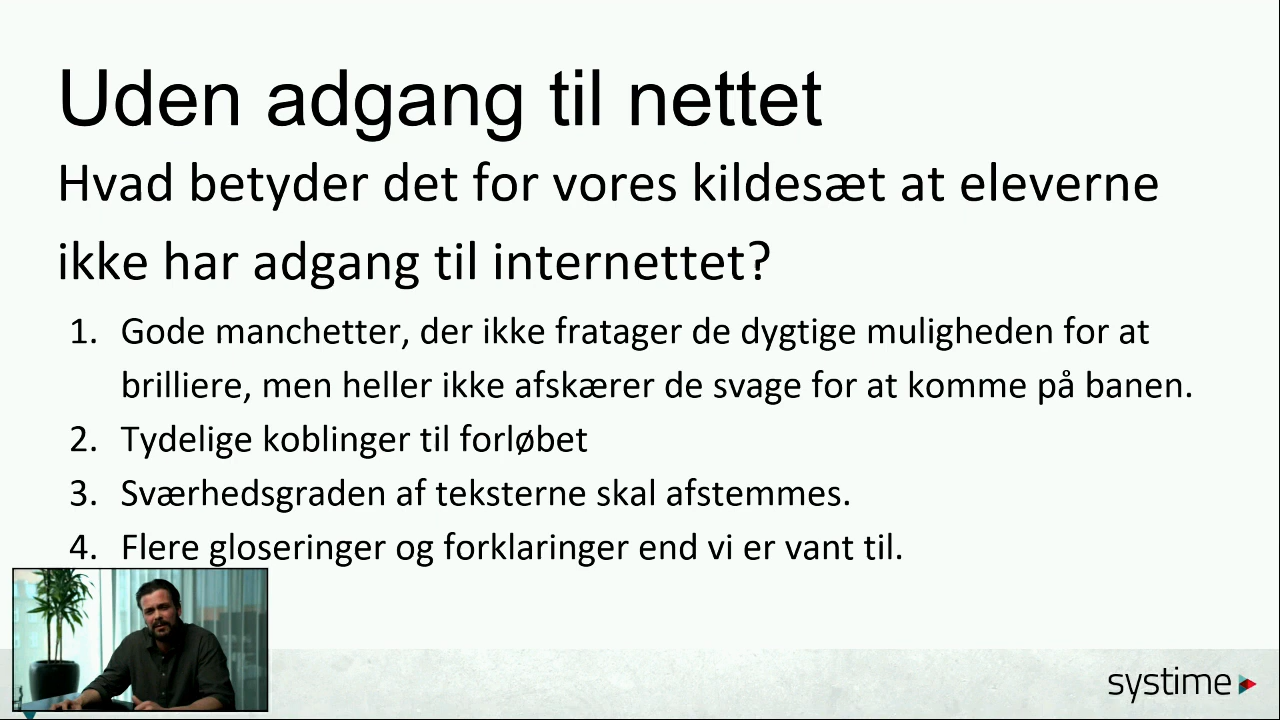 Uden adgang til nettet
Hvad betyder det for vores kildesæt at eleverne
ikke har adgang til internettet?
1. Gode manchetter, der ikke fratager de dygtige muligheden for at
brilliere, men heller ikke afskærer de svage for at komme på banen.
2. Tydelige koblinger til forløbet
3. Sværhedsgraden af teksterne skal afstemmes.
4. Flere gloseringer og forklaringer end vi er vant til.
systime